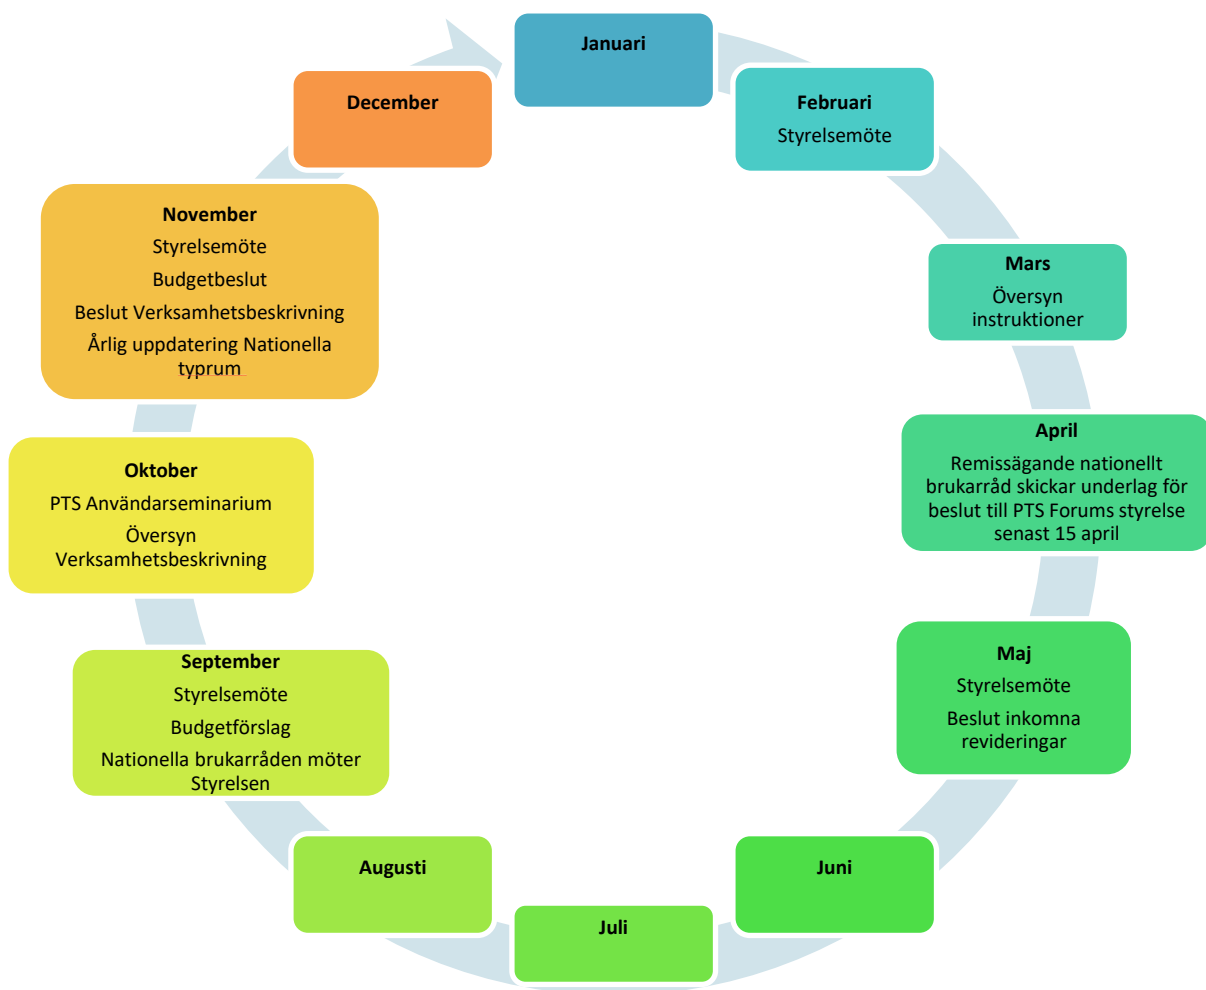 Januari
Februari
Styrelsemöte
Mars
Översyn
instruktioner
April
Remissägande nationellt
brukarråd skickar underlag för
beslut till PTS Forums styrelse
senast 15 april
Maj
Styrelsemöte
Beslut inkomna
revideringar
Juni
Juli
Augusti
September
Styrelsemöte
Budgetförslag
Nationella brukarråden möter
Styrelsen
Oktober
PTS Användarseminarium
Översyn
Verksamhetsbeskrivning
November
Styrelsemöte
Budgetbeslut
Beslut Verksamhetsbeskrivning
Årlig uppdatering Nationella
typrum
December